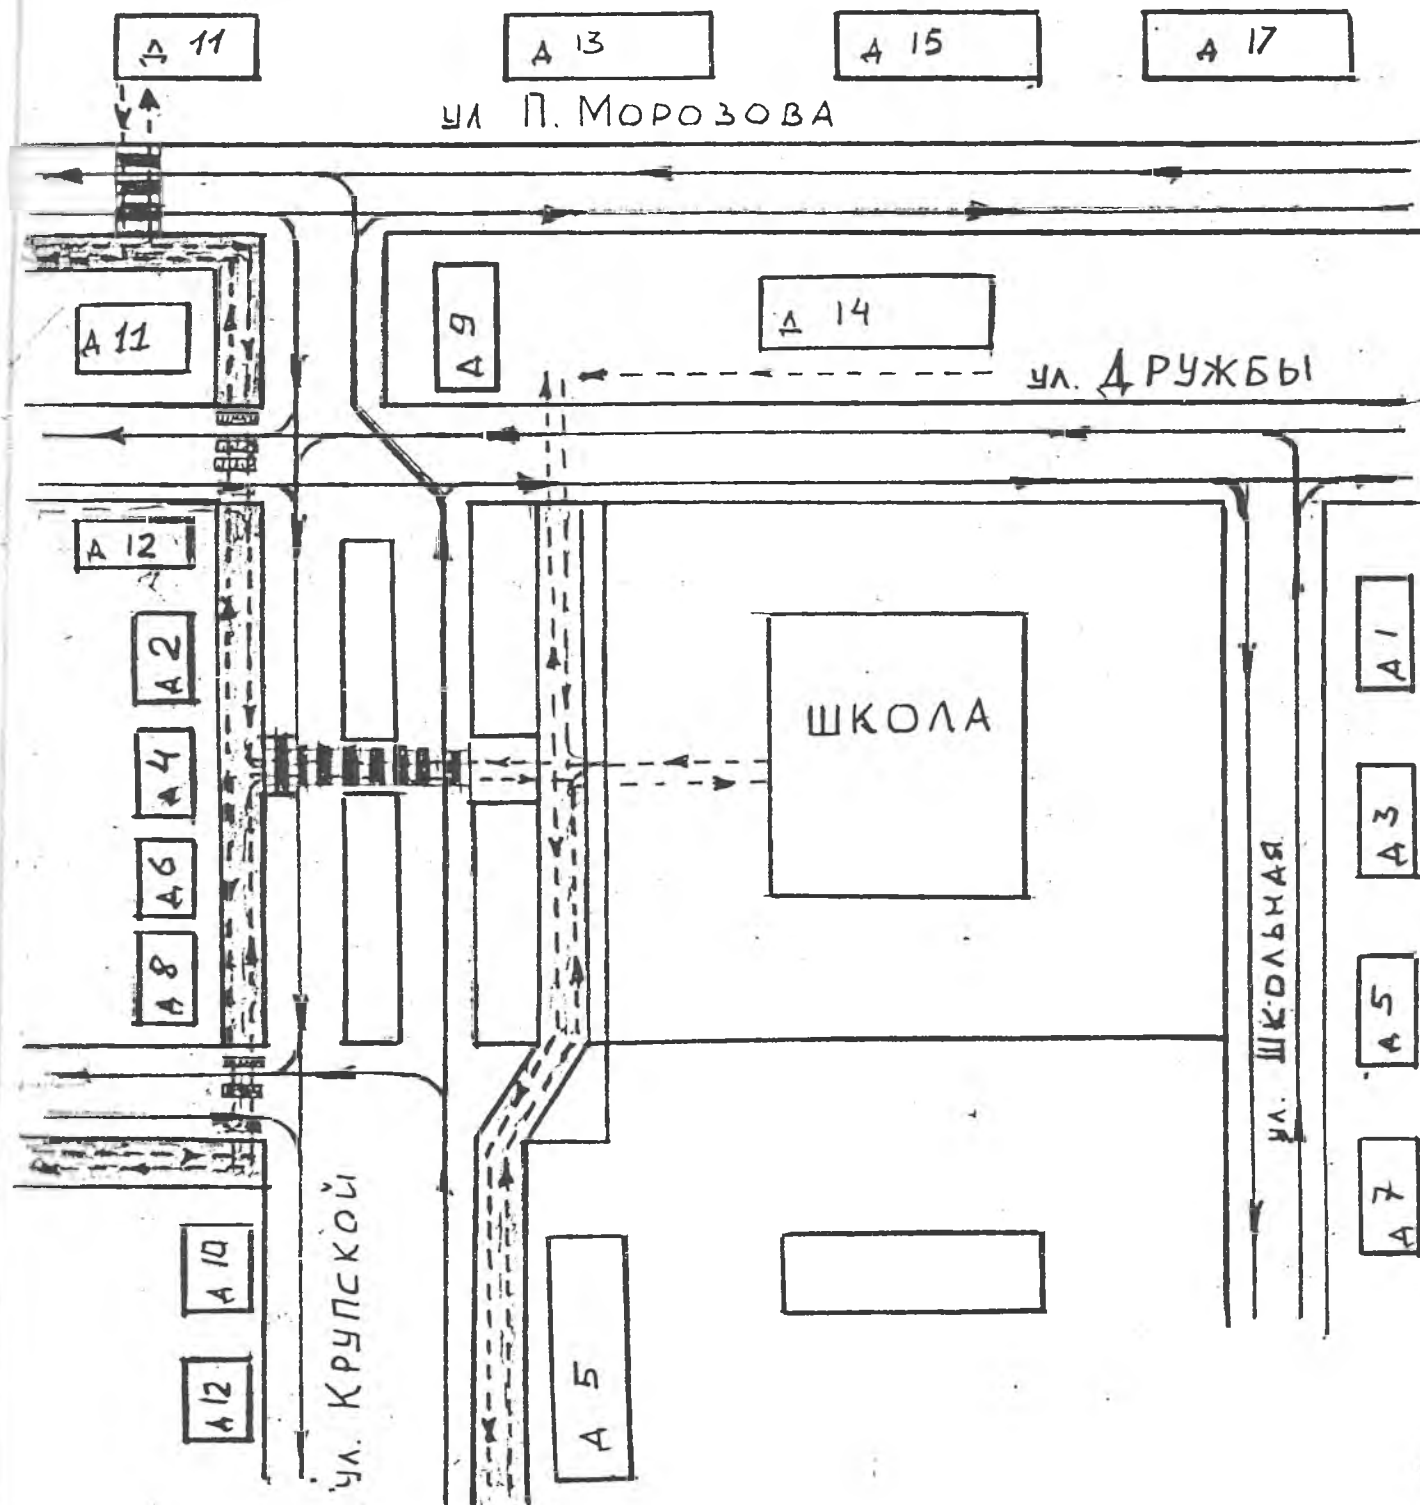 Д 11
Д 13
Д 15
Д 17
ул П. МОРОЗОВА
Д 11
Д 9
Д 14
ул. ДРУЖБЫ
Д 12
Д 2
Д 4
Д 6
Д 8
ШКОЛА
Д 1
Д 3
Д 5
Д 7
ул. ШКОЛЬНАЯ
Д 10
Д 12
ул. КРУПСКОЙ
Д 5